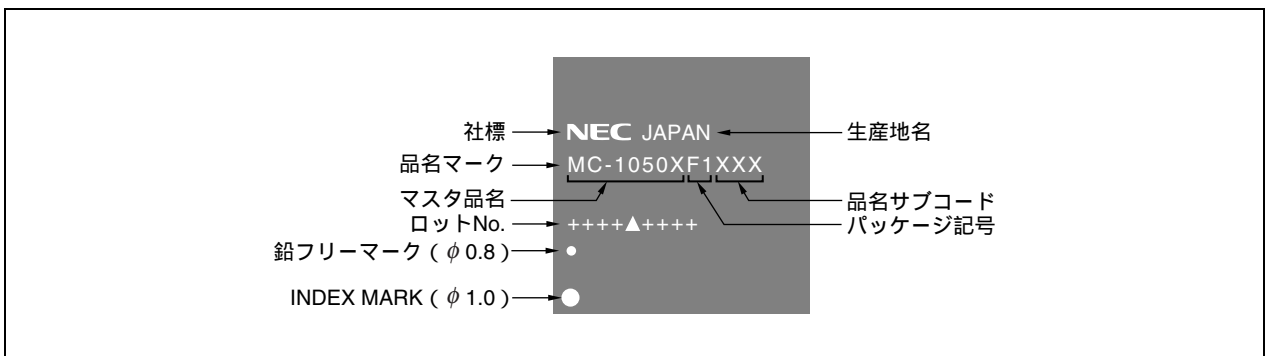 社標 NEC JAPAN 生産地名
品名マーク MC-1050XF1XXX
マスタ品名 品名サブコード
ロットNo. ++++▲++++ パッケージ記号
鉛フリーマーク ( φ 0.8 )
INDEX MARK ( φ 1.0 )